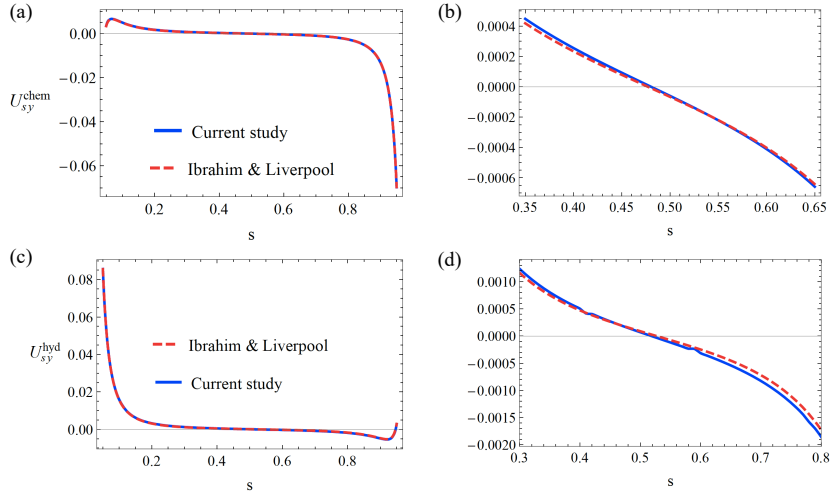 (a)
0.00
−0.02
−0.04
−0.06
U_{sy}^{chem}
Current study
Ibrahim & Liverpool
0.2 0.4 0.6 0.8
s
(b)
0.0004
0.0002
0.0000
−0.0002
−0.0004
−0.0006
0.35 0.40 0.45 0.50 0.55 0.60 0.65
s
(c)
0.08
0.06
0.04
0.02
0.00
U_{sy}^{hyd}
Ibrahim & Liverpool
Current study
0.2 0.4 0.6 0.8
s
(d)
0.0010
0.0005
0.0000
−0.0005
−0.0010
−0.0015
−0.0020
0.3 0.4 0.5 0.6 0.7 0.8
s